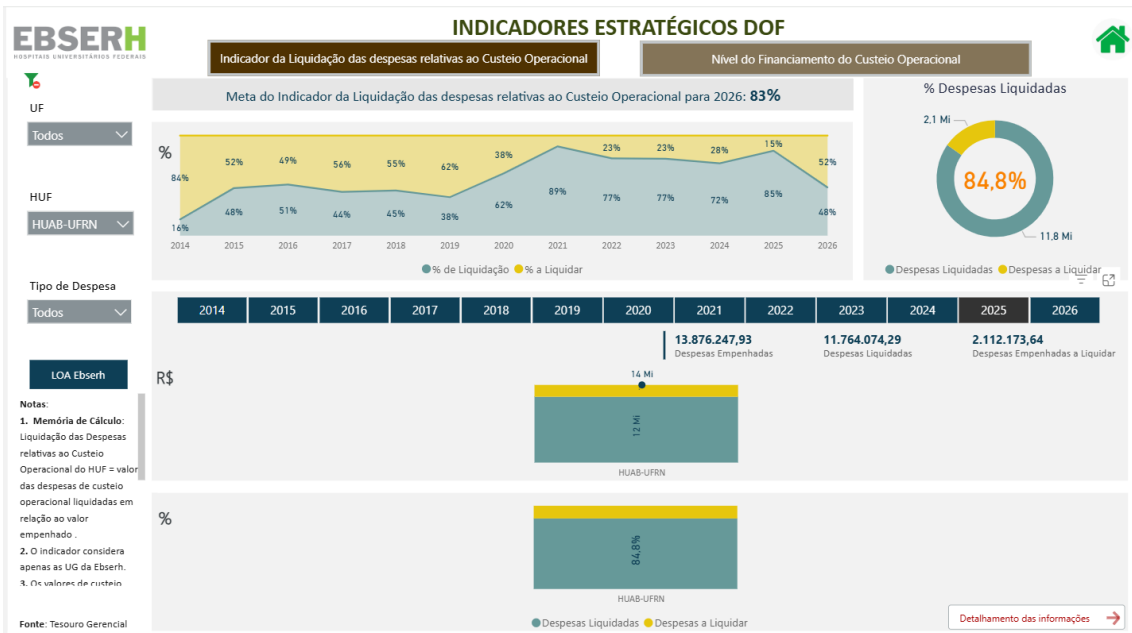 INDICADORES ESTRATÉGICOS DOF
EBSERH
HOSPITAIS UNIVERSITÁRIOS FEDERAIS
Indicador da Liquidação das despesas relativas ao Custeio Operacional
Nível do Financiamento do Custeio Operacional
UF
Todos
HUF
HUAB-UFRN
Tipo de Despesa
Todos
LOA Ebserh
Notas:
1. Memória de Cálculo:
Liquidação das Despesas
relativas ao Custeio
Operacional do HUF = valor
das despesas de custeio
operacional liquidadas em
relação ao valor
empenhado .
2. O indicador considera
apenas as UG da Ebserh.
3. Os valores de custeio
Fonte: Tesouro Gerencial
Meta do Indicador da Liquidação das despesas relativas ao Custeio Operacional para 2026: 83%
%
84% 52% 49% 56% 55% 62% 38% 23% 23% 28% 15% 52%
16% 48% 51% 44% 45% 38% 62% 89% 77% 77% 72% 85% 48%
2014 2015 2016 2017 2018 2019 2020 2021 2022 2023 2024 2025 2026
% de Liquidação % a Liquidar
% Despesas Liquidadas
2,1 Mi
84,8%
11,8 Mi
Despesas Liquidadas Despesas a Liquidar
2014 2015 2016 2017 2018 2019 2020 2021 2022 2023 2024 2025 2026
13.876.247,93 11.764.074,29 2.112.173,64
Despesas Empenhadas Despesas Liquidadas Despesas Empenhadas a Liquidar
R$
14 Mi
12 Mi
HUAB-UFRN
%
84,8%
HUAB-UFRN
Despesas Liquidadas Despesas a Liquidar
Detalhamento das informações